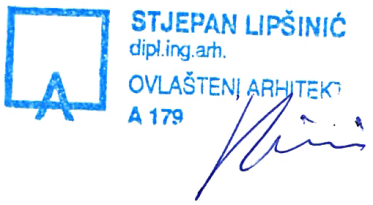 STJEPAN LIPŠINIĆ
dipl.ing.arh.
OVLAŠTENI ARHITEKT
A 179